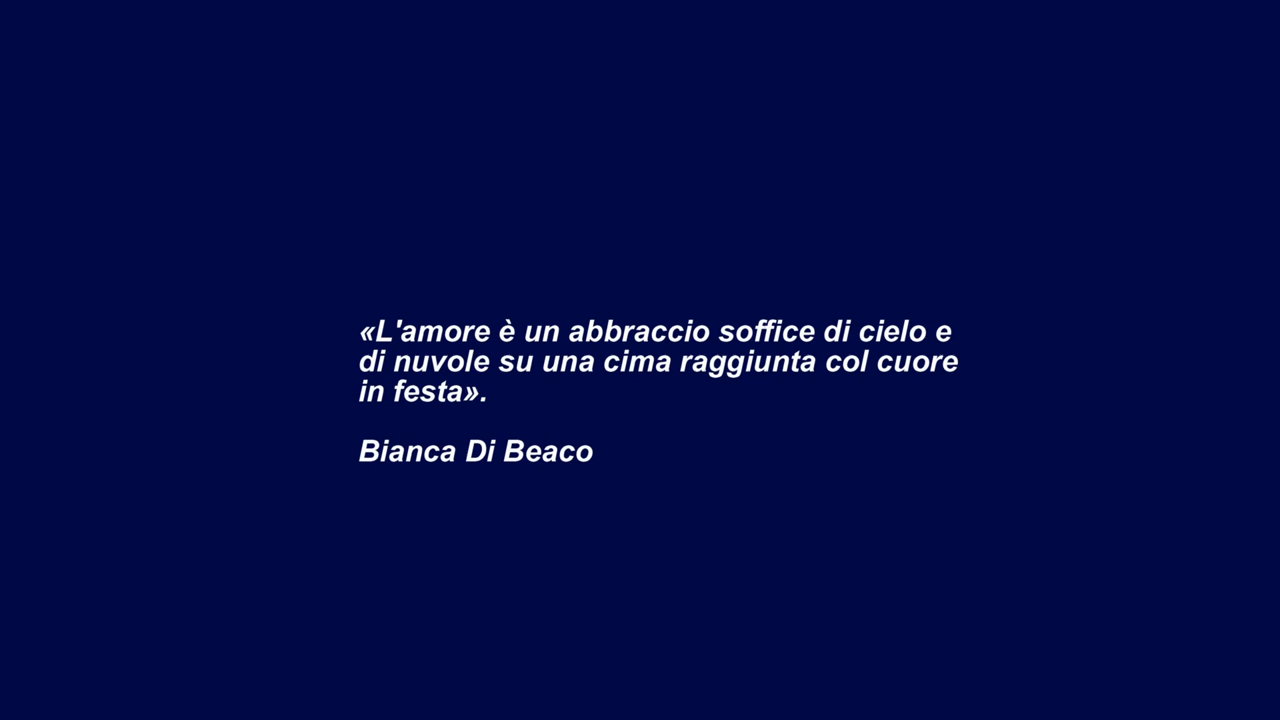 «L'amore è un abbraccio soffice di cielo e
di nuvole su una cima raggiunta col cuore
in festa».
Bianca Di Beaco